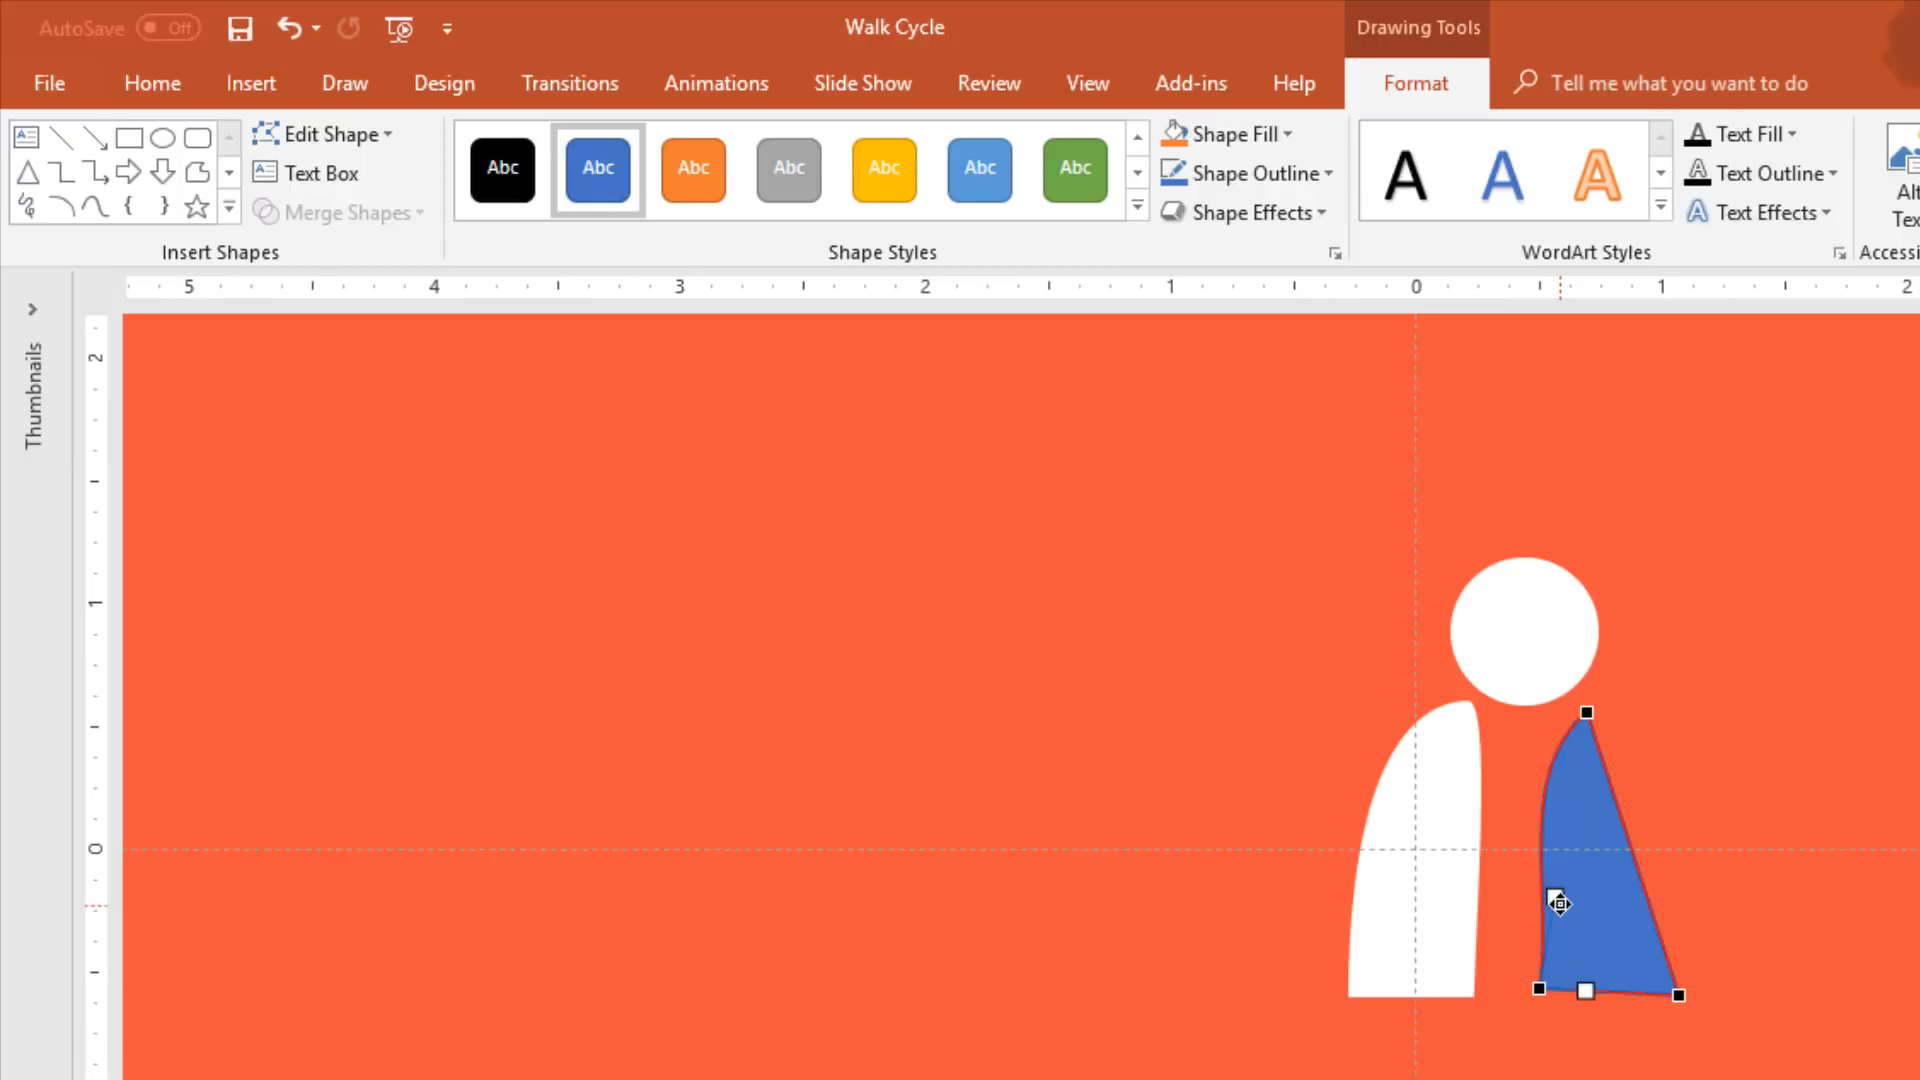 AutoSave Off
Walk Cycle
Drawing Tools
File Home Insert Draw Design Transitions Animations Slide Show Review View Add-ins Help Format Tell me what you want to do
Edit Shape
Text Box
Merge Shapes
Insert Shapes
Abc Abc Abc Abc Abc Abc Abc
Shape Fill
Shape Outline
Shape Effects
Shape Styles
A A A
Text Fill
Text Outline
Text Effects
WordArt Styles
Alt
Tex
Accessi
5 4 3 2 1 0 1 2
Thumbnails
2
1
0